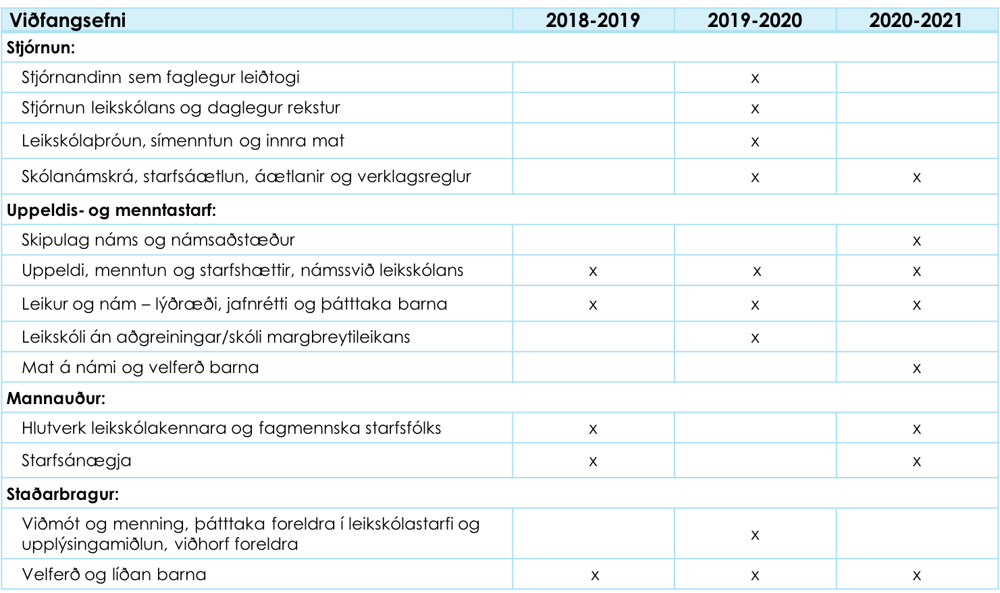 Viðfangsefni 2018-2019 2019-2020 2020-2021
Stjórnun:
Stjórnandinn sem faglegur leiðtogi x
Stjórnun leikskólans og daglegur rekstur x
Leikskólaþróun, símenntun og innra mat x
Skólanámskrá, starfsáætlun, áætlanir og verklagsreglur x x
Uppeldis- og menntastarf:
Skipulag náms og námsaðstæður x
Uppeldi, menntun og starfshættir, námssvið leikskólans x x x
Leikur og nám – lýðræði, jafnrétti og þátttaka barna x x x
Leikskóli án aðgreiningar/skóli margbreytileikans x
Mat á námi og velferð barna x
Mannauður:
Hlutverk leikskólakennara og fagmennska starfsfólks x x
Starfsánægja x x
Staðarbragur:
Viðmót og menning, þátttaka foreldra í leikskólastarfi og
upplýsingamiðlun, viðhorf foreldra x
Velferð og líðan barna x x x